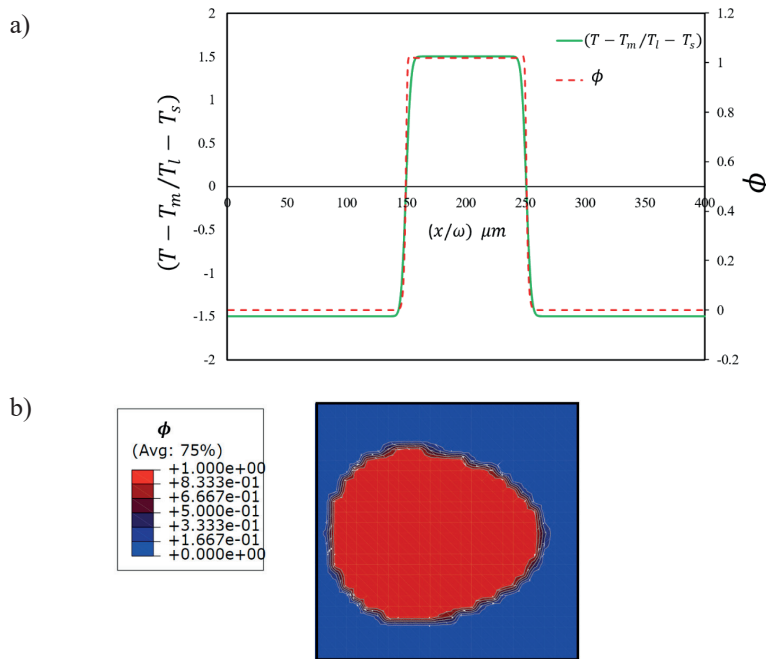 a)
2
1.5
1
0.5
0
-0.5
-1
-1.5
-2
(T − T_m/T_l − T_s)
0
50
100
150
200
250
300
350
400
(x/ω) μm
1.2
1
0.8
0.6
0.4
0.2
0
-0.2
ϕ
(T − T_m/T_l − T_s)
ϕ
b)
ϕ
(Avg: 75%)
+1.000e+00
+8.333e-01
+6.667e-01
+5.000e-01
+3.333e-01
+1.667e-01
+0.000e+00